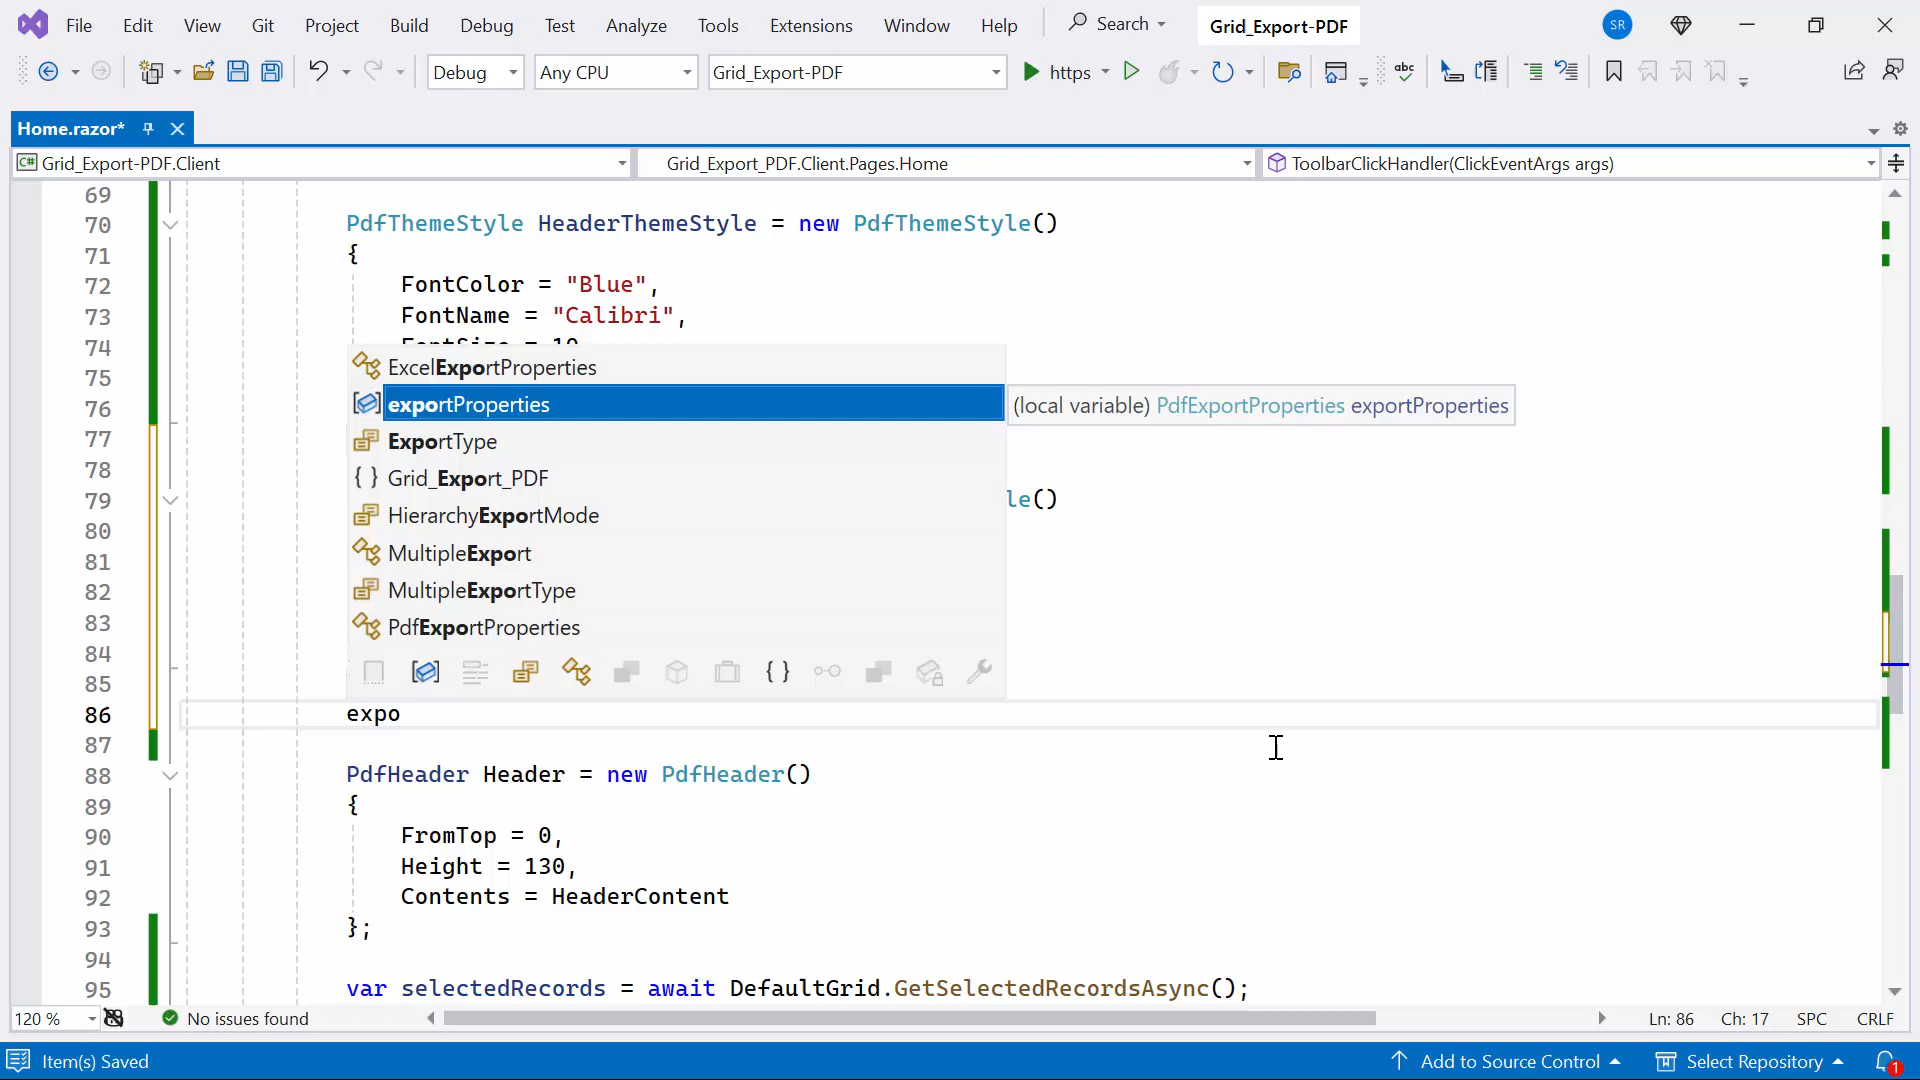 File Edit View Git Project Build Debug Test Analyze Tools Extensions Window Help Search Grid_Export-PDF SR
Debug Any CPU Grid_Export-PDF https abc
Home.razor*
C# Grid_Export-PDF.Client Grid_Export_PDF.Client.Pages.Home ToolbarClickHandler(ClickEventArgs args)
69
70 PdfThemeStyle HeaderThemeStyle = new PdfThemeStyle()
71 {
72 FontColor = "Blue",
73 FontName = "Calibri",
74 FontSize = 10
75 ExcelExportProperties
76 exportProperties (local variable) PdfExportProperties exportProperties
77 ExportType
78 Grid_Export_PDF
79 le()
80 HierarchyExportMode
81 MultipleExport
82 MultipleExportType
83 PdfExportProperties
84
85
86 expo
87
88 PdfHeader Header = new PdfHeader()
89 {
90 FromTop = 0,
91 Height = 130,
92 Contents = HeaderContent
93 };
94
95 var selectedRecords = await DefaultGrid.GetSelectedRecordsAsync();
120 % No issues found Ln: 86 Ch: 17 SPC CRLF
Item(s) Saved Add to Source Control Select Repository 1